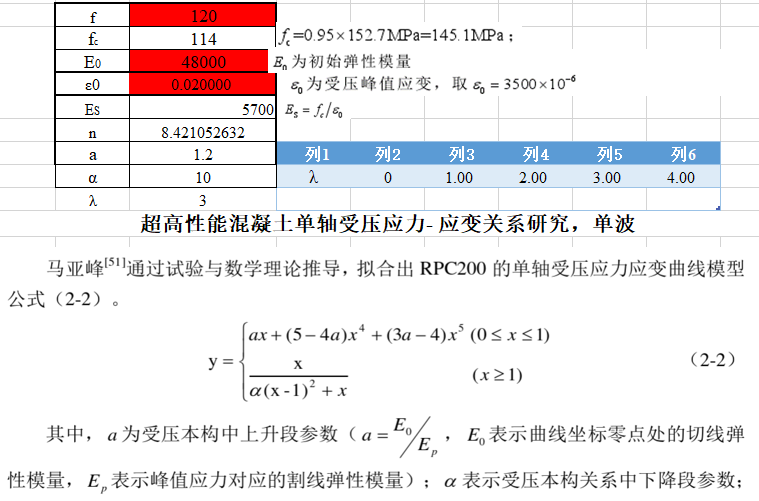 f 120
fc 114 fc=0.95×152.7MPa=145.1MPa；
E0 48000 E0为初始弹性模量
ε0 0.020000 ε0为受压峰值应变，取 ε0=3500×10⁻⁶
Es 5700 Es=fc/ε0
n 8.421052632
a 1.2 列1 列2 列3 列4 列5 列6
α 10 λ 0 1.00 2.00 3.00 4.00
λ 3
超高性能混凝土单轴受压应力-应变关系研究，单波
马亚峰[51]通过试验与数学理论推导，拟合出 RPC200 的单轴受压应力应变曲线模型
公式（2-2）。
y = { ax+(5−4a)x⁴+(3a−4)x⁵ (0≤x≤1)
x / (α(x-1)²+x) (x≥1) （2-2）
其中，a为受压本构中上升段参数（a=E0/Ep，E0表示曲线坐标零点处的切线弹
性模量，Ep表示峰值应力对应的割线弹性模量）；α表示受压本构关系中下降段参数；